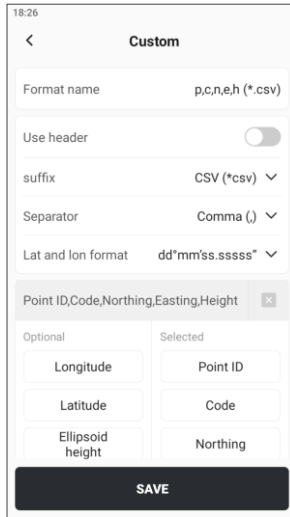 18:26
Custom
Format name p,c,n,e,h (*.csv)
Use header
suffix CSV (*csv)
Separator Comma (,)
Lat and lon format dd°mm'ss.sssss"
Point ID,Code,Northing,Easting,Height
Optional Selected
Longitude Point ID
Latitude Code
Ellipsoid
height Northing
SAVE